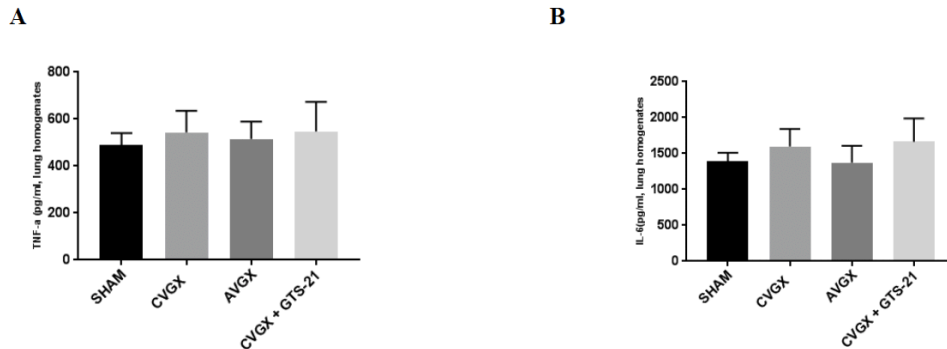 A
B
TNF-a (pg/ml, lung homogenates
800
600
400
200
0
SHAM
CVGX
AVGX
CVGX + GTS-21
IL-6(pg/ml, lung homogenates
2500
2000
1500
1000
500
0
SHAM
CVGX
AVGX
CVGX + GTS-21